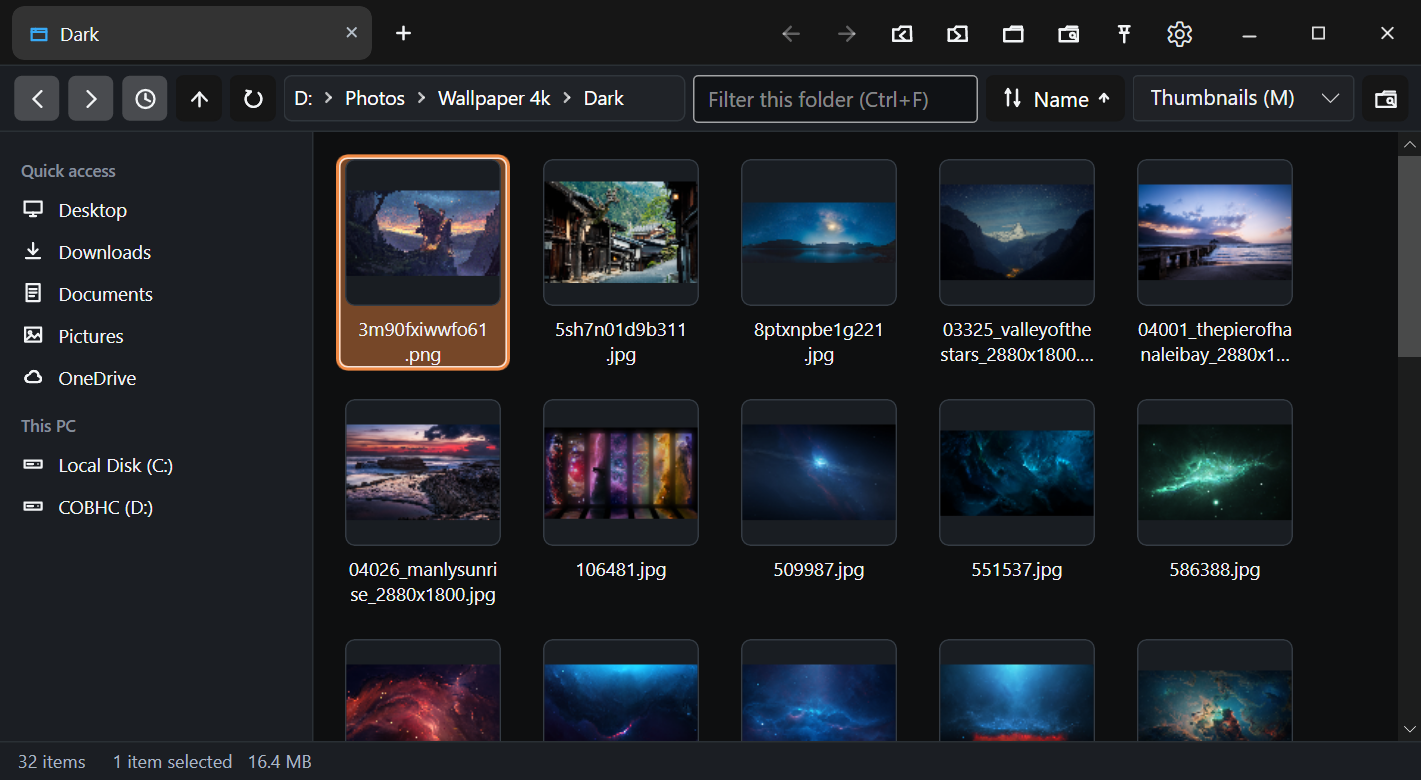 Dark
D: Photos Wallpaper 4k Dark
Filter this folder (Ctrl+F)
Name
Thumbnails (M)
Quick access
Desktop
Downloads
Documents
Pictures
OneDrive
This PC
Local Disk (C:)
COBHC (D:)
3m90fxiwwfo61
.png
5sh7n01d9b311
.jpg
8ptxnpbe1g221
.jpg
03325_valleyofthe
stars_2880x1800....
04001_thepierofha
naleibay_2880x1...
04026_manlysunri
se_2880x1800.jpg
106481.jpg
509987.jpg
551537.jpg
586388.jpg
32 items 1 item selected 16.4 MB